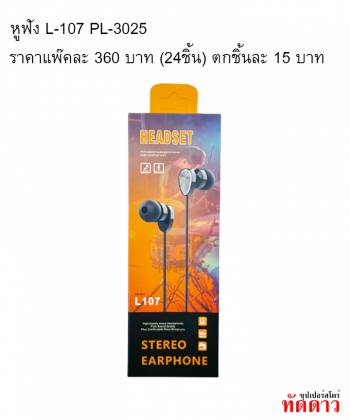 หูฟัง L-107 PL-3025
ราคาแพ๊คละ 360 บาท (24ชิ้น) ตกชิ้นละ 15 บาท
HEADSET
L107
STEREO
EARPHONE
ซุปเปอร์สโตร์
ทัดดาว